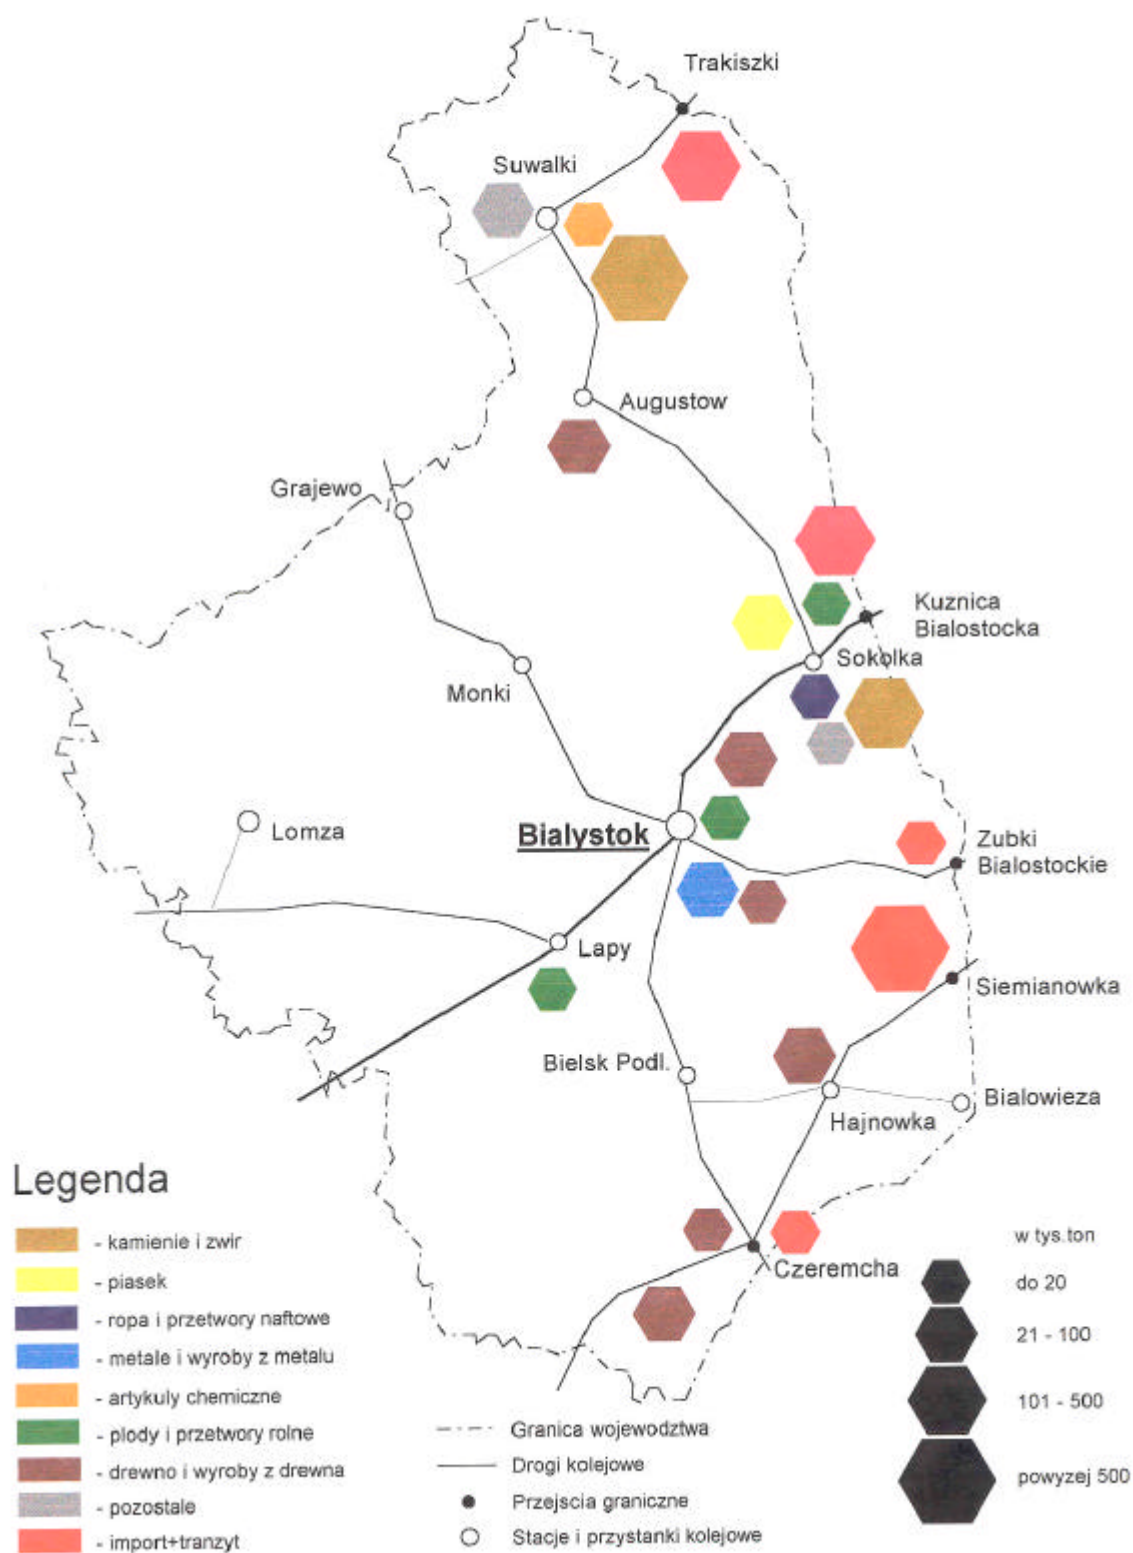 Trakiszki
Suwalki
Augustow
Grajewo
Kuznica
Bialostocka
Sokolka
Monki
Lomza
Bialystok
Zubki
Bialostockie
Lapy
Siemianowka
Bielsk Podl.
Bialowieza
Hajnowka
Czeremcha
Legenda
- kamienie i zwir
- piasek
- ropa i przetwory naftowe
- metale i wyroby z metalu
- artykuly chemiczne
- plody i przetwory rolne
- drewno i wyroby z drewna
- pozostale
- import+tranzyt
Granica wojewodztwa
Drogi kolejowe
Przejscia graniczne
Stacje i przystanki kolejowe
w tys.ton
do 20
21 - 100
101 - 500
powyzej 500